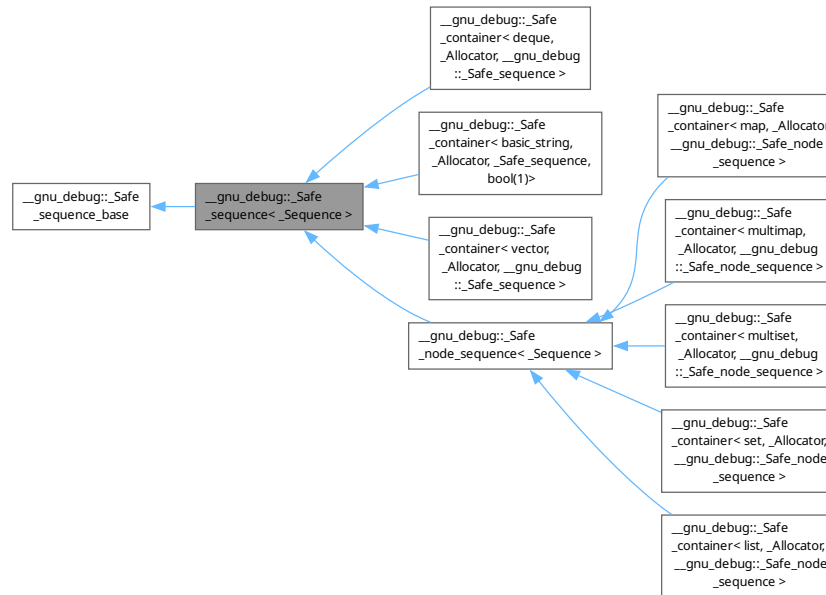 __gnu_debug::_Safe
_sequence_base
__gnu_debug::_Safe
_sequence< _Sequence >
__gnu_debug::_Safe
_container< deque,
_Allocator, __gnu_debug
::_Safe_sequence >
__gnu_debug::_Safe
_container< basic_string,
_Allocator, _Safe_sequence,
bool(1)>
__gnu_debug::_Safe
_container< vector,
_Allocator, __gnu_debug
::_Safe_sequence >
__gnu_debug::_Safe
_node_sequence< _Sequence >
__gnu_debug::_Safe
_container< map, _Allocator
__gnu_debug::_Safe_node
_sequence >
__gnu_debug::_Safe
_container< multimap,
_Allocator, __gnu_debug
::_Safe_node_sequence >
__gnu_debug::_Safe
_container< multiset,
_Allocator, __gnu_debug
::_Safe_node_sequence >
__gnu_debug::_Safe
_container< set, _Allocator,
__gnu_debug::_Safe_node
_sequence >
__gnu_debug::_Safe
_container< list, _Allocator,
__gnu_debug::_Safe_node
_sequence >